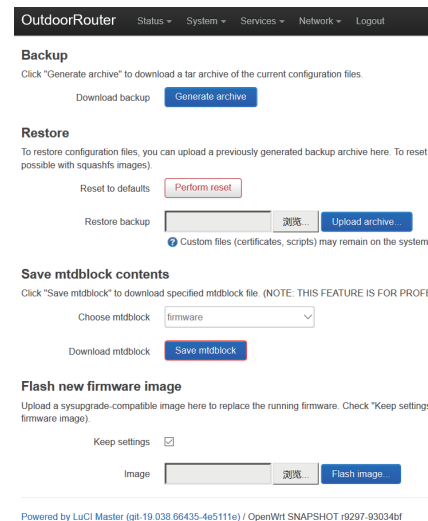 OutdoorRouter Status System Services Network Logout
Backup
Click "Generate archive" to download a tar archive of the current configuration files.
Download backup Generate archive
Restore
To restore configuration files, you can upload a previously generated backup archive here. To reset
possible with squashfs images).
Reset to defaults Perform reset
Restore backup 浏览... Upload archive...
Custom files (certificates, scripts) may remain on the system
Save mtdblock contents
Click "Save mtdblock" to download specified mtdblock file. (NOTE: THIS FEATURE IS FOR PROFE
Choose mtdblock firmware
Download mtdblock Save mtdblock
Flash new firmware image
Upload a sysupgrade-compatible image here to replace the running firmware. Check "Keep settings
firmware image).
Keep settings
Image 浏览... Flash image...
Powered by LuCI Master (git-19.038.66435-4e5111e) / OpenWrt SNAPSHOT r9297-93034bf